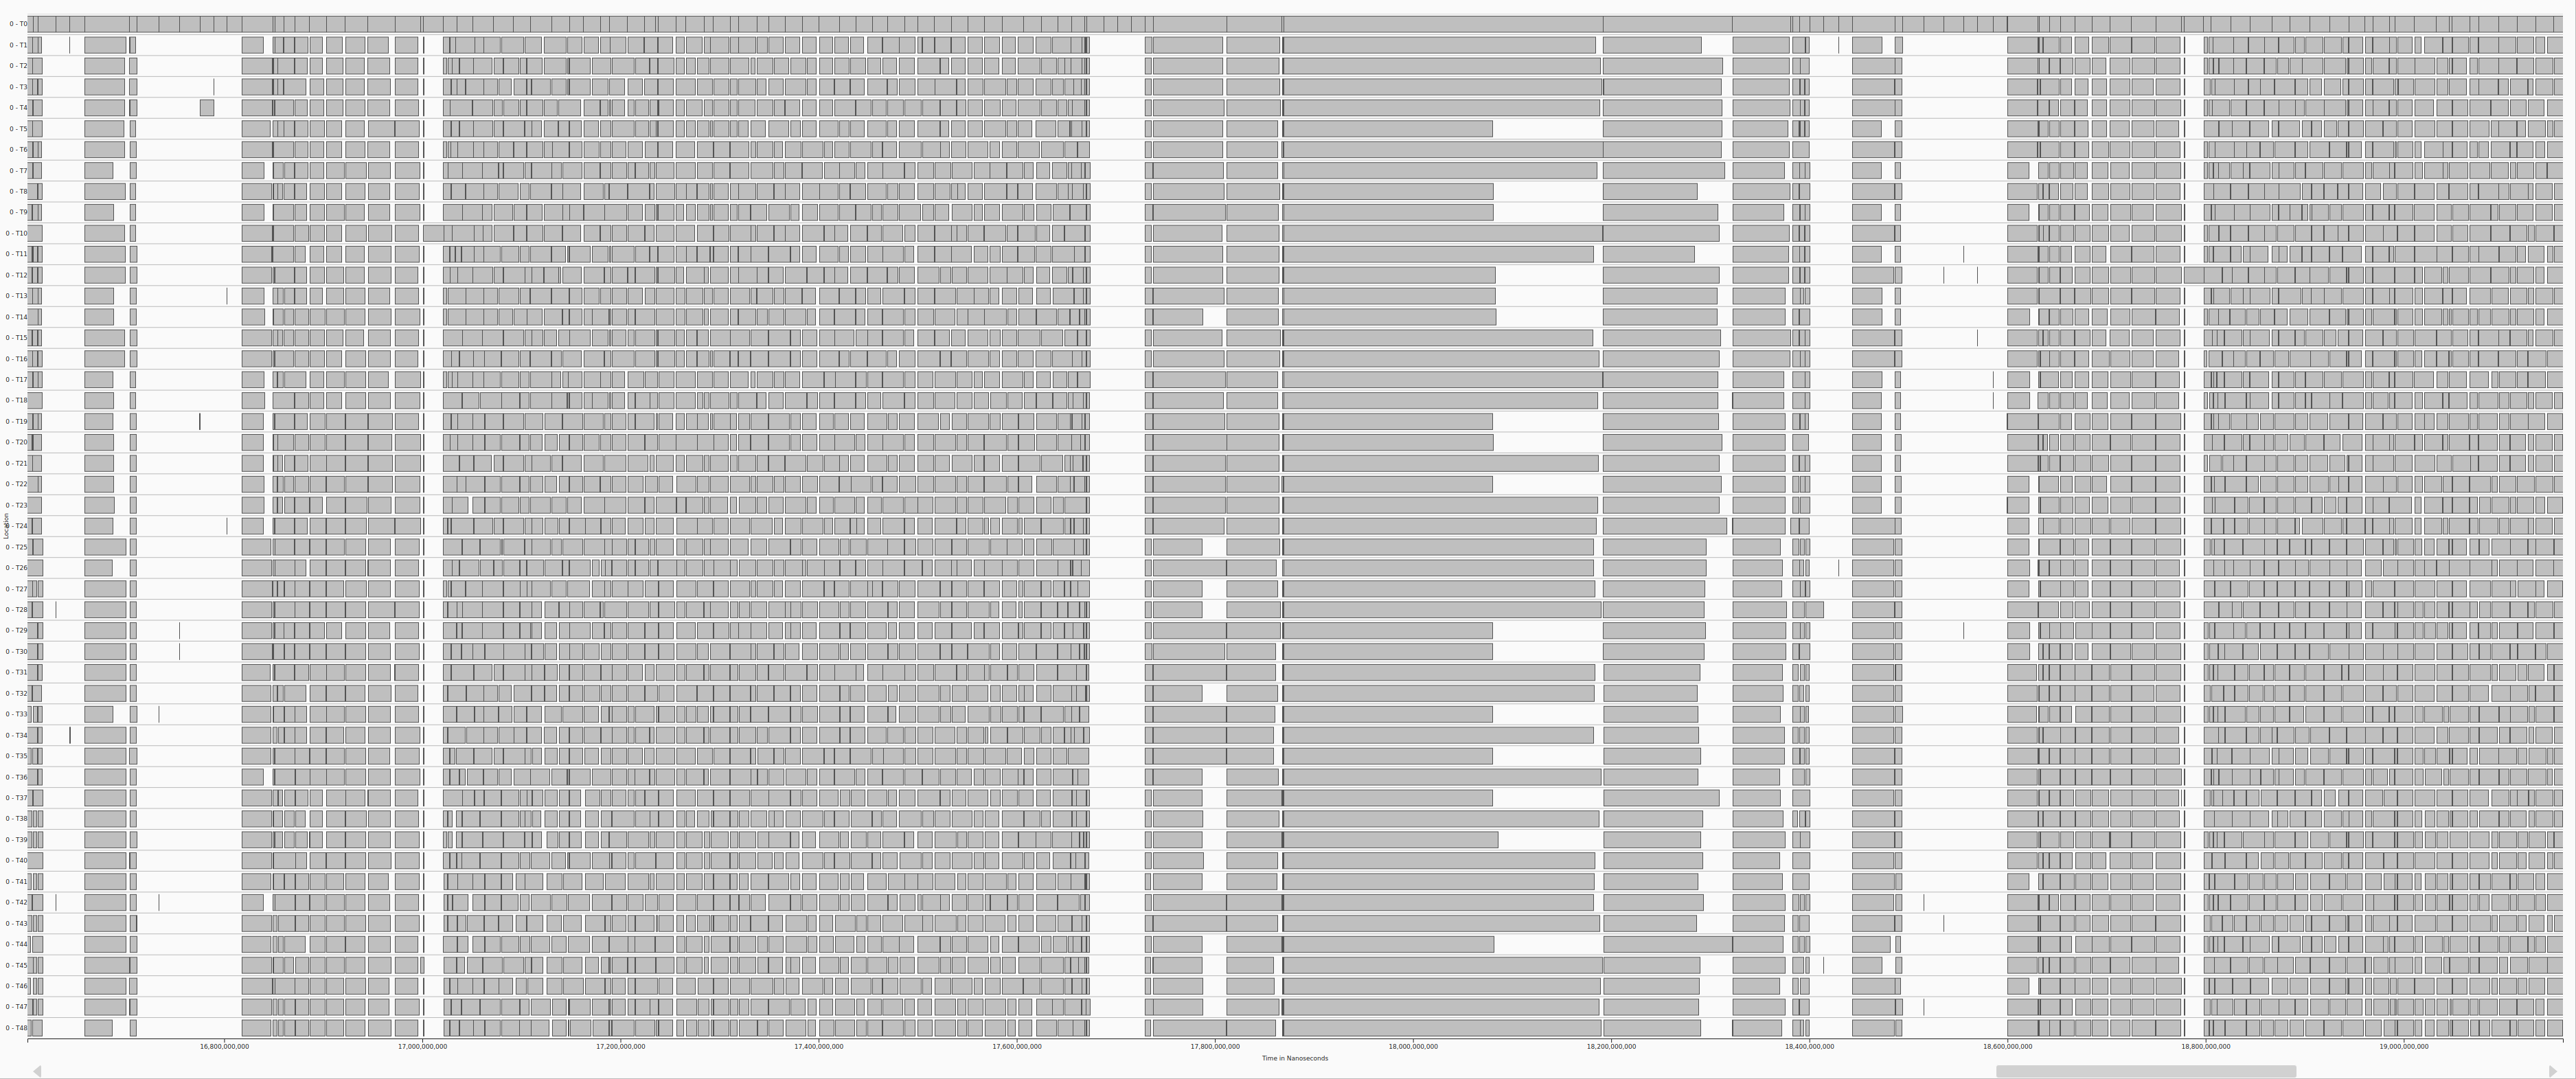 0 - T0
0 - T1
0 - T2
0 - T3
0 - T4
0 - T5
0 - T6
0 - T7
0 - T8
0 - T9
0 - T10
0 - T11
0 - T12
0 - T13
0 - T14
0 - T15
0 - T16
0 - T17
0 - T18
0 - T19
0 - T20
0 - T21
0 - T22
0 - T23
Location
0 - T24
0 - T25
0 - T26
0 - T27
0 - T28
0 - T29
0 - T30
0 - T31
0 - T32
0 - T33
0 - T34
0 - T35
0 - T36
0 - T37
0 - T38
0 - T39
0 - T40
0 - T41
0 - T42
0 - T43
0 - T44
0 - T45
0 - T46
0 - T47
0 - T48
16,800,000,000 17,000,000,000 17,200,000,000 17,400,000,000 17,600,000,000 17,800,000,000 18,000,000,000 18,200,000,000 18,400,000,000 18,600,000,000 18,800,000,000 19,000,000,000
Time in Nanoseconds